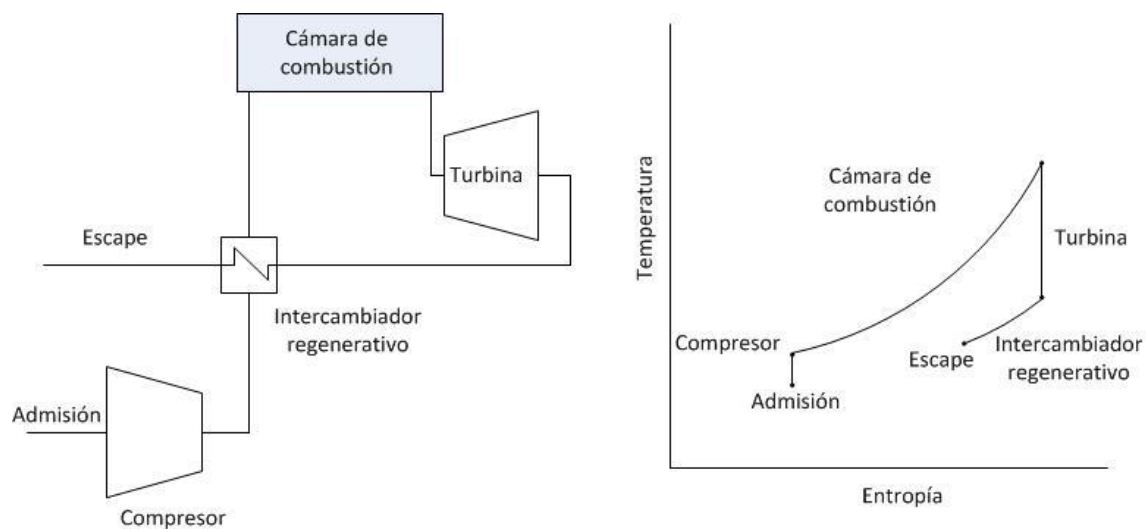 Cámara de
combustión
Turbina
Escape
Intercambiador
regenerativo
Admisión
Compresor
Temperatura
Cámara de
combustión
Turbina
Compresor
Escape
Intercambiador
regenerativo
Admisión
Entropía